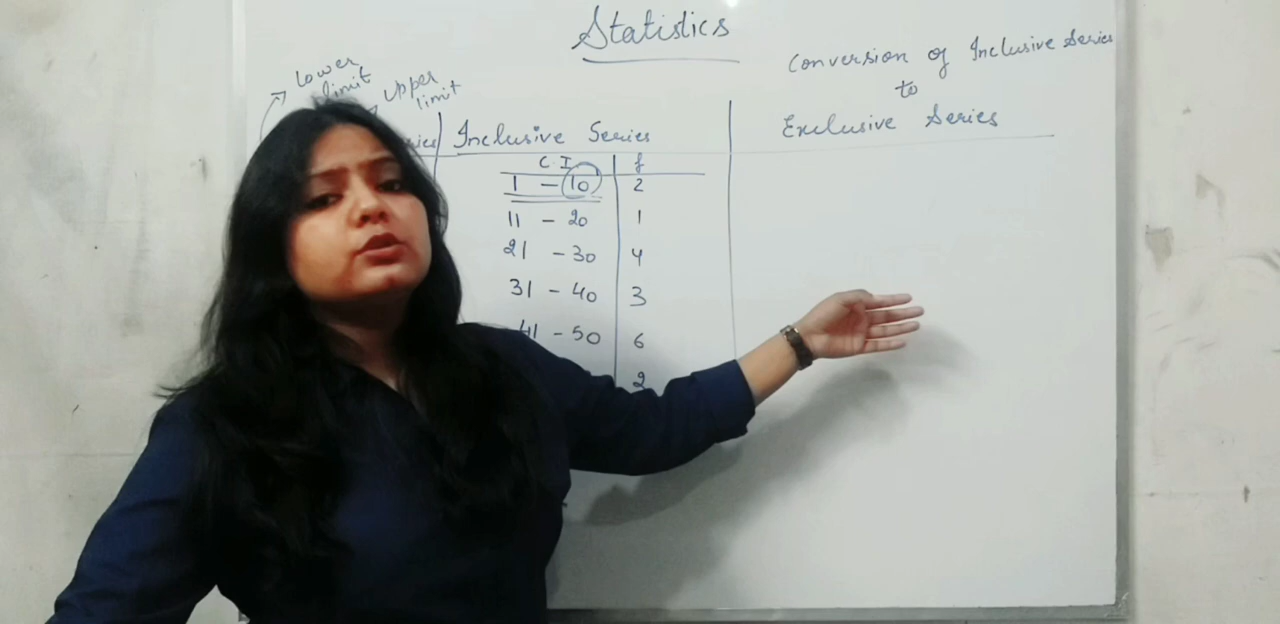 Statistics
Lower
limit
Upper
limit
Conversion of Inclusive Series
to
Exclusive Series
Inclusive Series
C.I. f
1 - 10 2
11 - 20 1
21 - 30 4
31 - 40 3
41 - 50 6
2